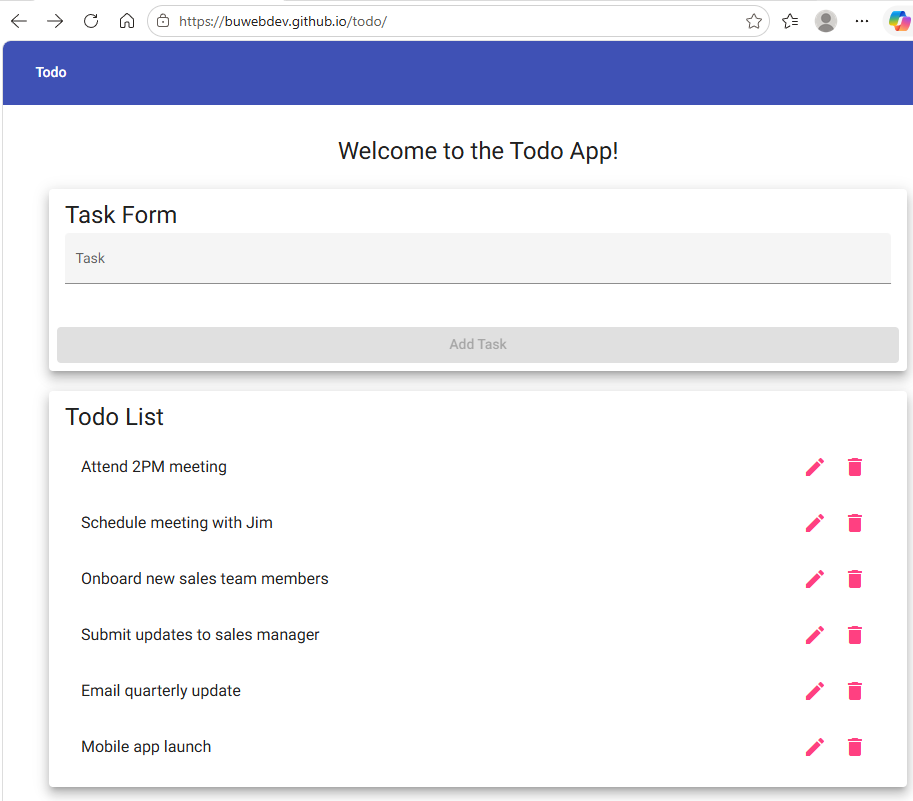 https://buwebdev.github.io/todo/
Todo
Welcome to the Todo App!
Task Form
Task
Add Task
Todo List
Attend 2PM meeting
Schedule meeting with Jim
Onboard new sales team members
Submit updates to sales manager
Email quarterly update
Mobile app launch